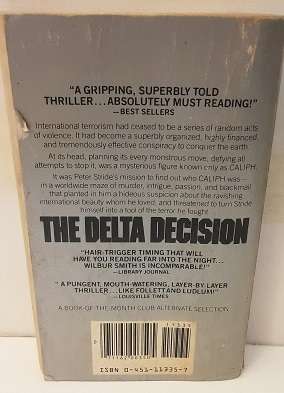 "A GRIPPING, SUPERBLY TOLD
THRILLER...ABSOLUTELY MUST READING!"
—BEST SELLERS
International terrorism had ceased to be a series of random acts
of violence. It had become a superbly organized, highly financed,
and tremendously effective conspiracy to conquer the earth.
At its head, planning its every monstrous move, defying all
attempts to stop it, was a mysterious figure known only as CALIPH.
It was Peter Stride's mission to find out who CALIPH was—
in a worldwide maze of murder, intrigue, passion, and blackmail
that planted in him a hideous suspicion about the ravishing
international beauty whom he loved, and threatened to turn Stride
himself into a tool of the terror he fought.
THE DELTA DECISION
"HAIR-TRIGGER TIMING THAT WILL
HAVE YOU READING FAR INTO THE NIGHT...
WILBUR SMITH IS INCOMPARABLE!"
—LIBRARY JOURNAL
"A PUNGENT, MOUTH-WATERING, LAYER-BY-LAYER
THRILLER...LIKE FOLLETT AND LUDLUM!"
—LOUISVILLE TIMES
A BOOK-OF-THE-MONTH CLUB ALTERNATE SELECTION
ISBN 0-451-11335-7